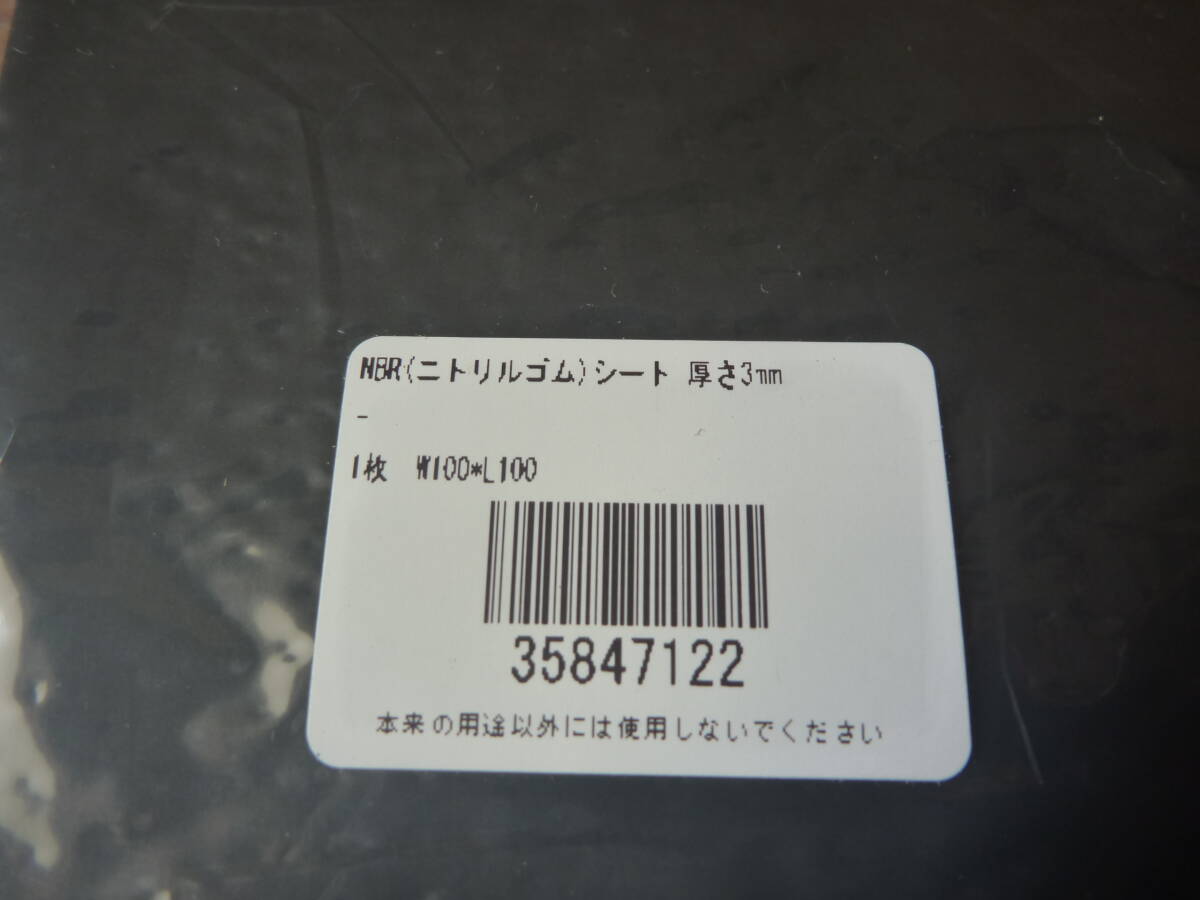 NBR(ニトリルゴム)シート 厚さ3mm
-
1枚 W100*L100
35847122
本来の用途以外には使用しないでください